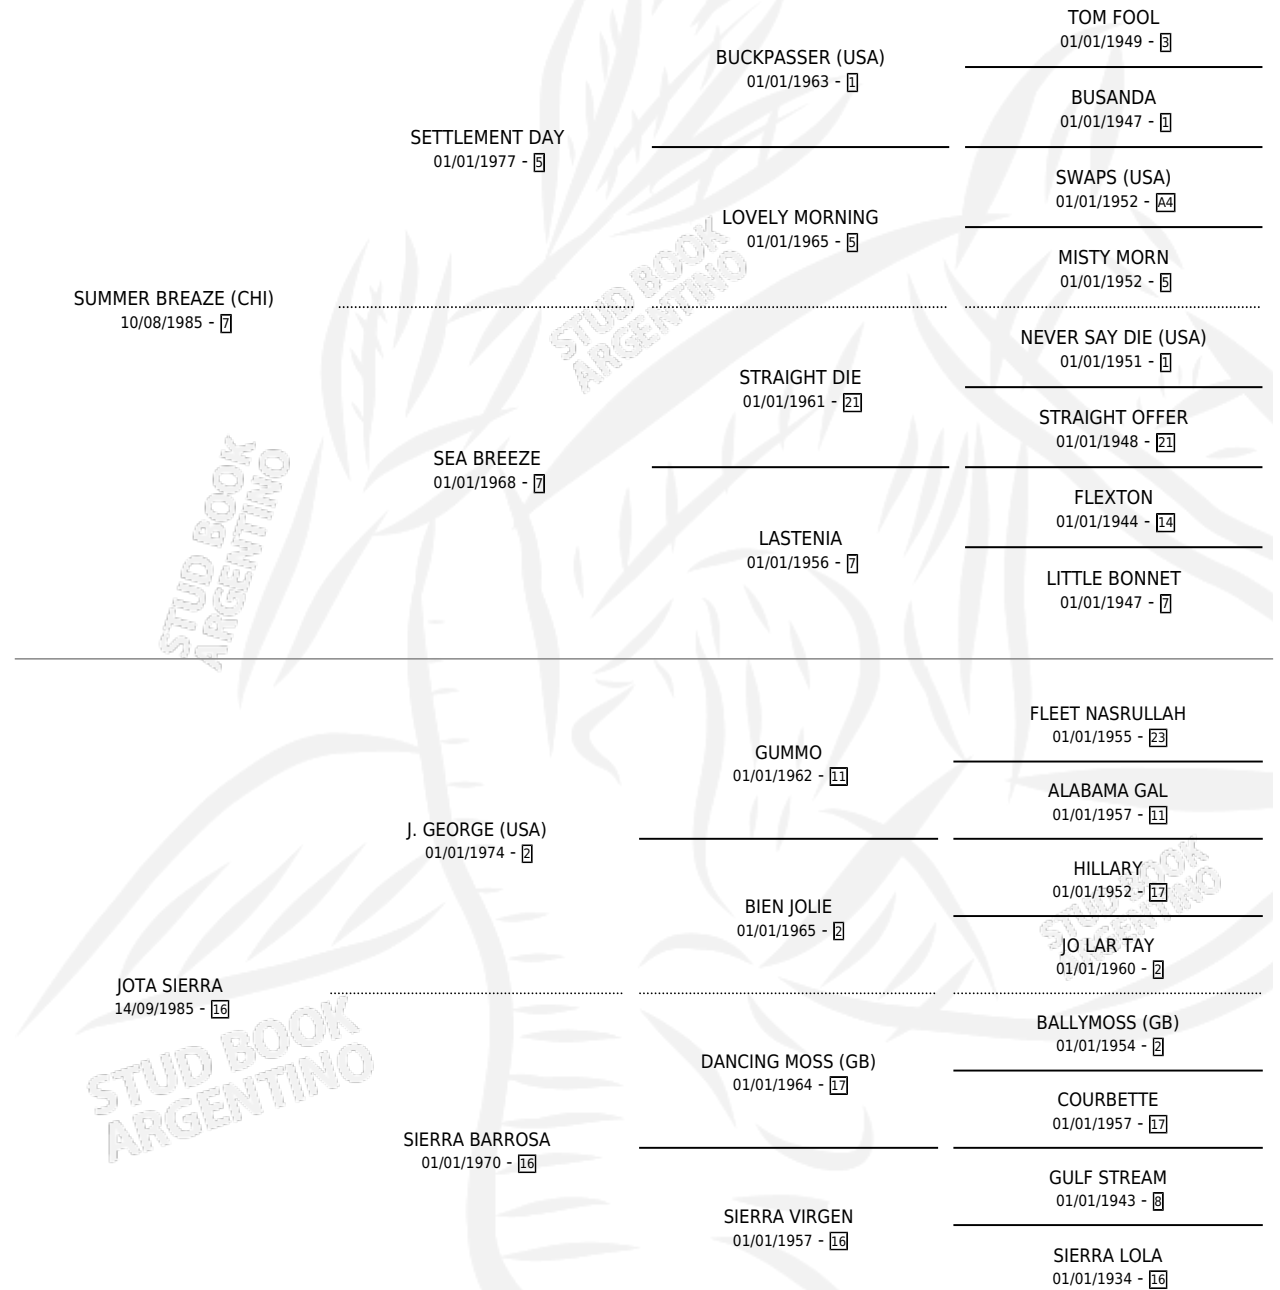 TOM FOOL
01/01/1949 - 3
BUCKPASSER (USA)
01/01/1963 - 1
BUSANDA
01/01/1947 - 1
SETTLEMENT DAY
01/01/1977 - 5
SWAPS (USA)
01/01/1952 - A4
LOVELY MORNING
01/01/1965 - 5
MISTY MORN
01/01/1952 - 5
SUMMER BREAZE (CHI)
10/08/1985 - 7
NEVER SAY DIE (USA)
01/01/1951 - 1
STRAIGHT DIE
01/01/1961 - 21
STRAIGHT OFFER
01/01/1948 - 21
SEA BREEZE
01/01/1968 - 7
FLEXTON
01/01/1944 - 14
LASTENIA
01/01/1956 - 7
LITTLE BONNET
01/01/1947 - 7
FLEET NASRULLAH
01/01/1955 - 23
GUMMO
01/01/1962 - 11
ALABAMA GAL
01/01/1957 - 11
J. GEORGE (USA)
01/01/1974 - 2
HILLARY
01/01/1952 - 17
BIEN JOLIE
01/01/1965 - 2
JO LAR TAY
01/01/1960 - 2
JOTA SIERRA
14/09/1985 - 16
BALLYMOSS (GB)
01/01/1954 - 2
DANCING MOSS (GB)
01/01/1964 - 17
COURBETTE
01/01/1957 - 17
SIERRA BARROSA
01/01/1970 - 16
GULF STREAM
01/01/1943 - 8
SIERRA VIRGEN
01/01/1957 - 16
SIERRA LOLA
01/01/1934 - 16
STUD BOOK
ARGENTINO
STUD BOOK
ARGENTINO
STUD BOOK
ARGENTINO
STUD BOOK
ARGENTINO